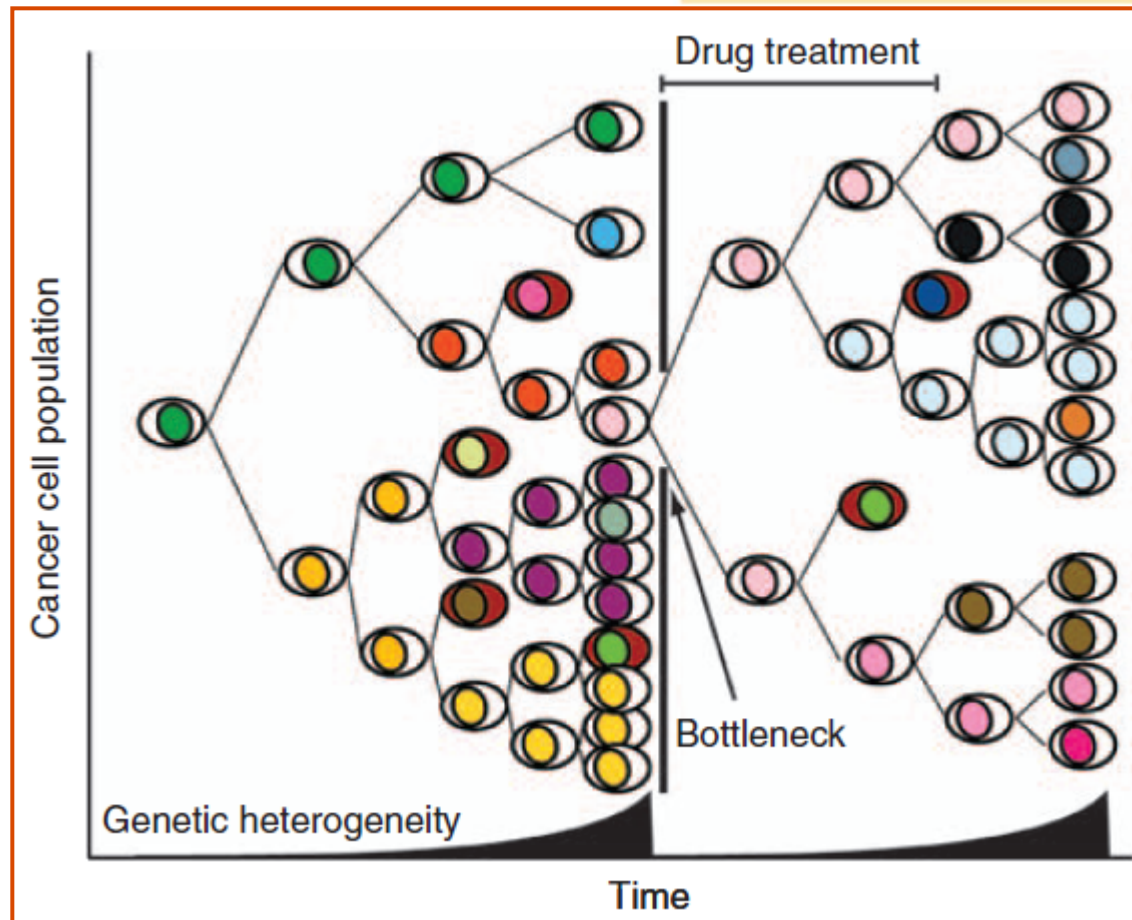 Drug treatment
Cancer cell population
Bottleneck
Genetic heterogeneity
Time